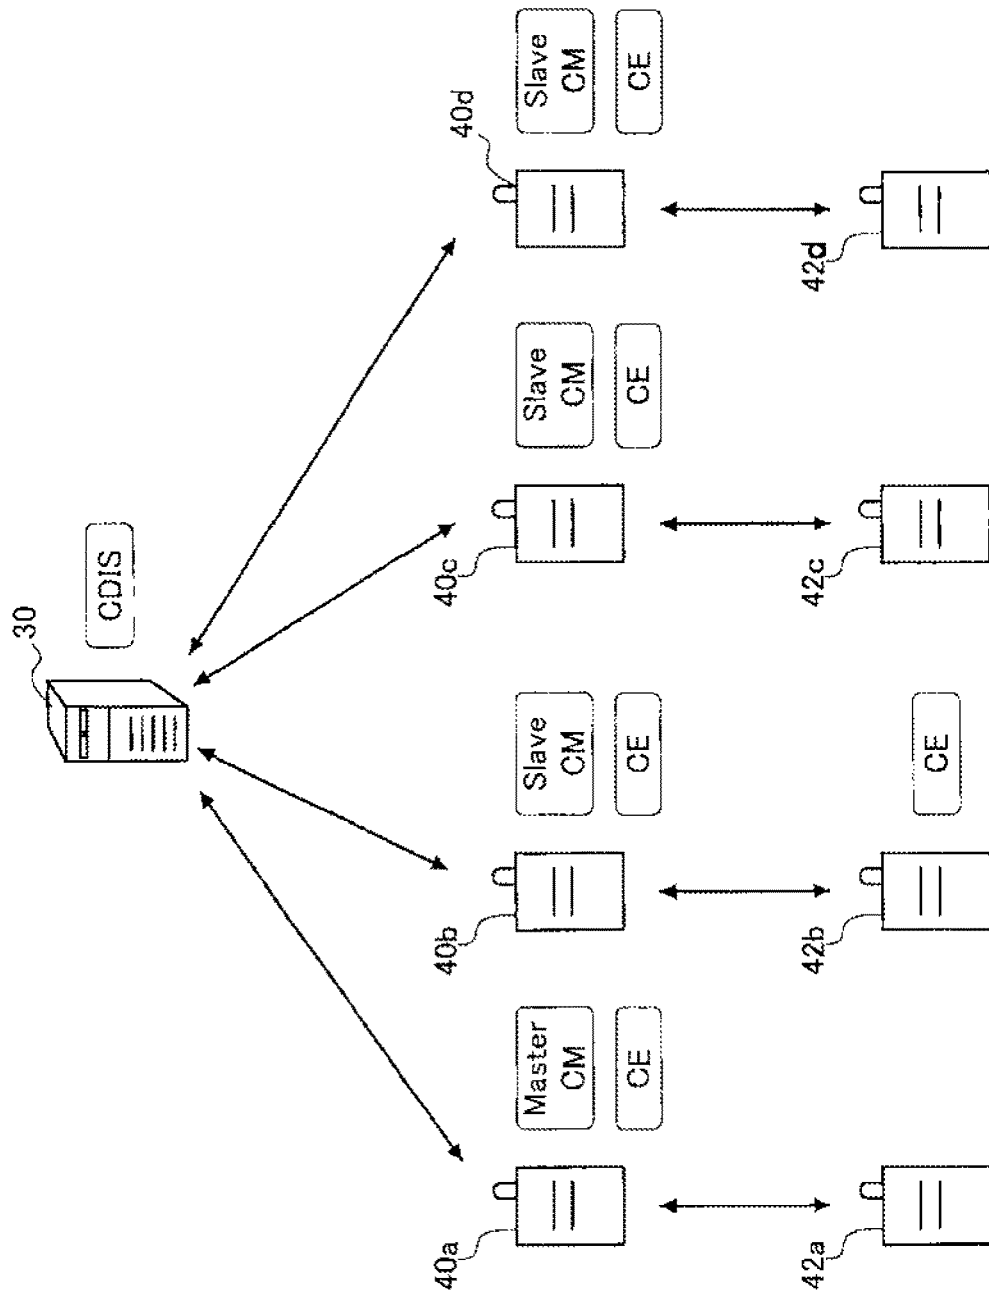 30
CDIS
40a
40b
40c
40d
Master
CM
CE
Slave
CM
CE
Slave
CM
CE
Slave
CM
CE
42a
42b
42c
42d
CE